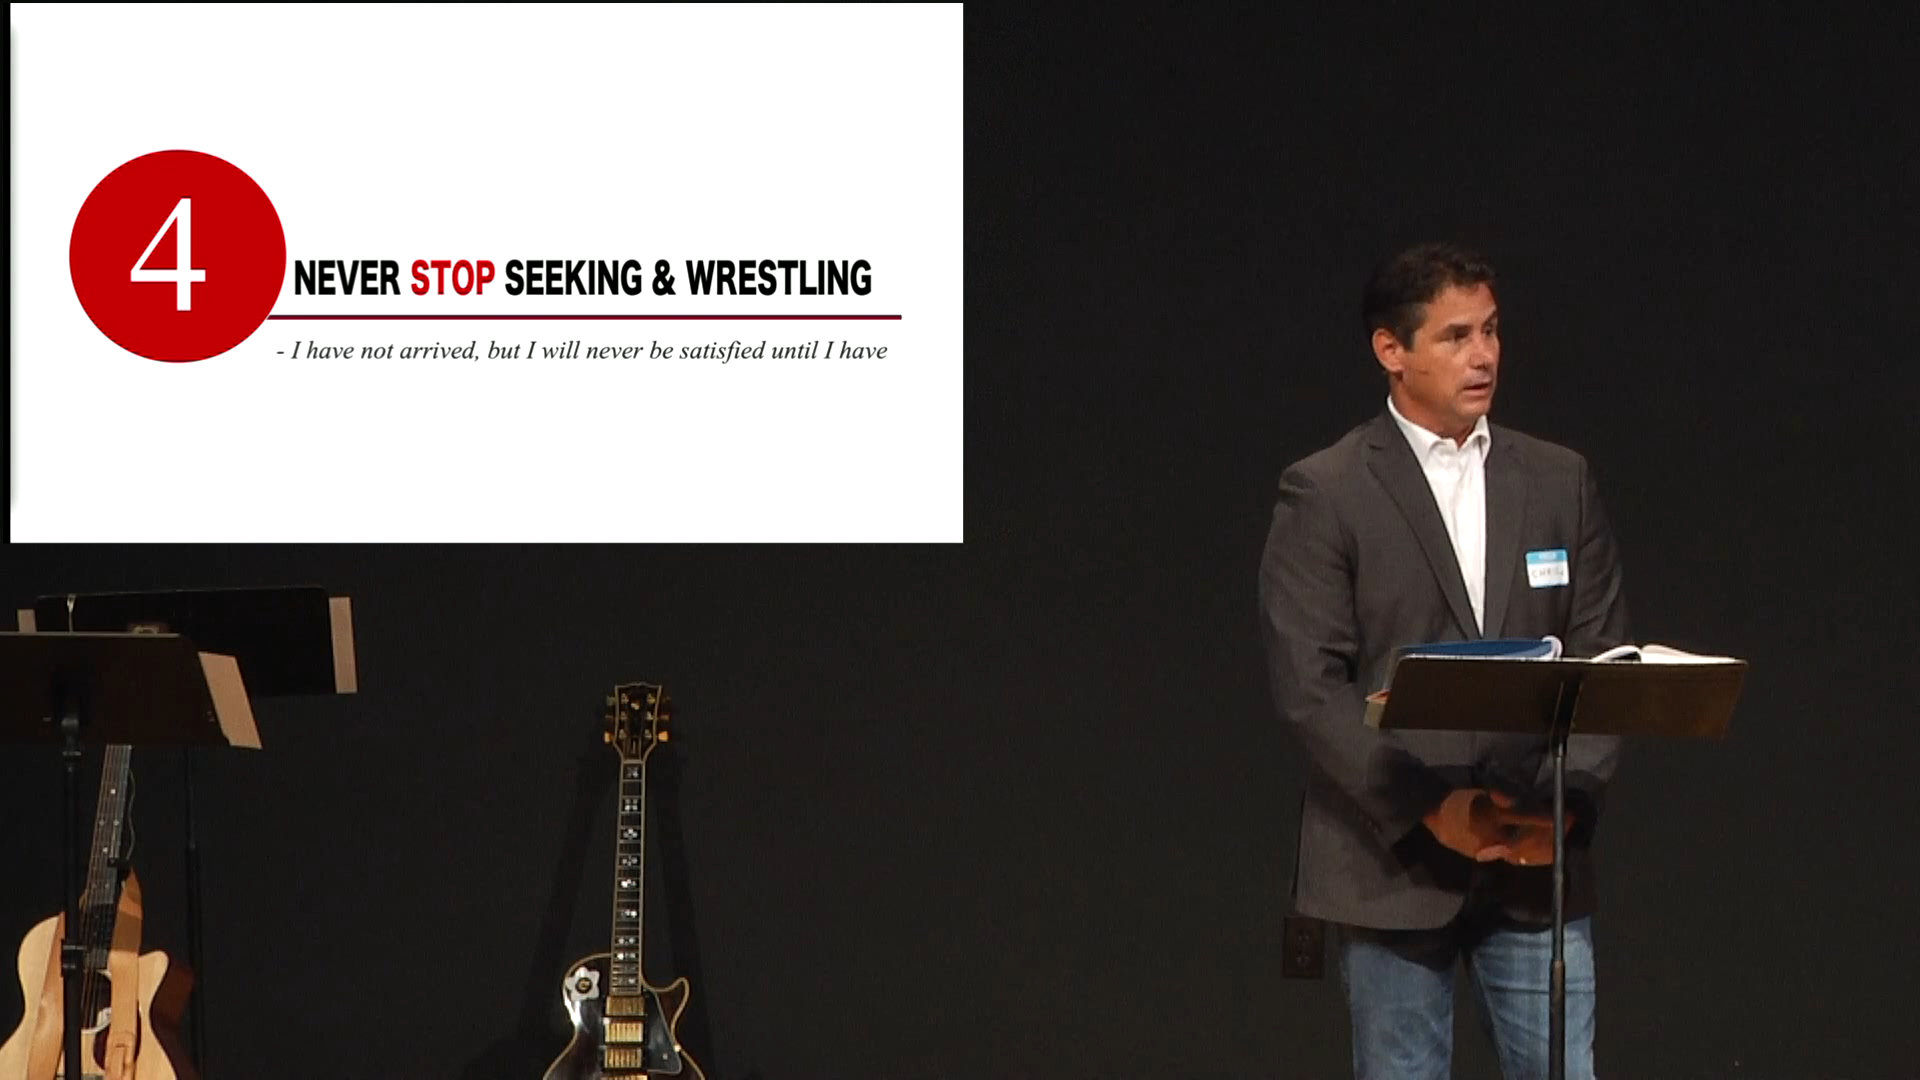 4
NEVER STOP SEEKING & WRESTLING
- I have not arrived, but I will never be satisfied until I have